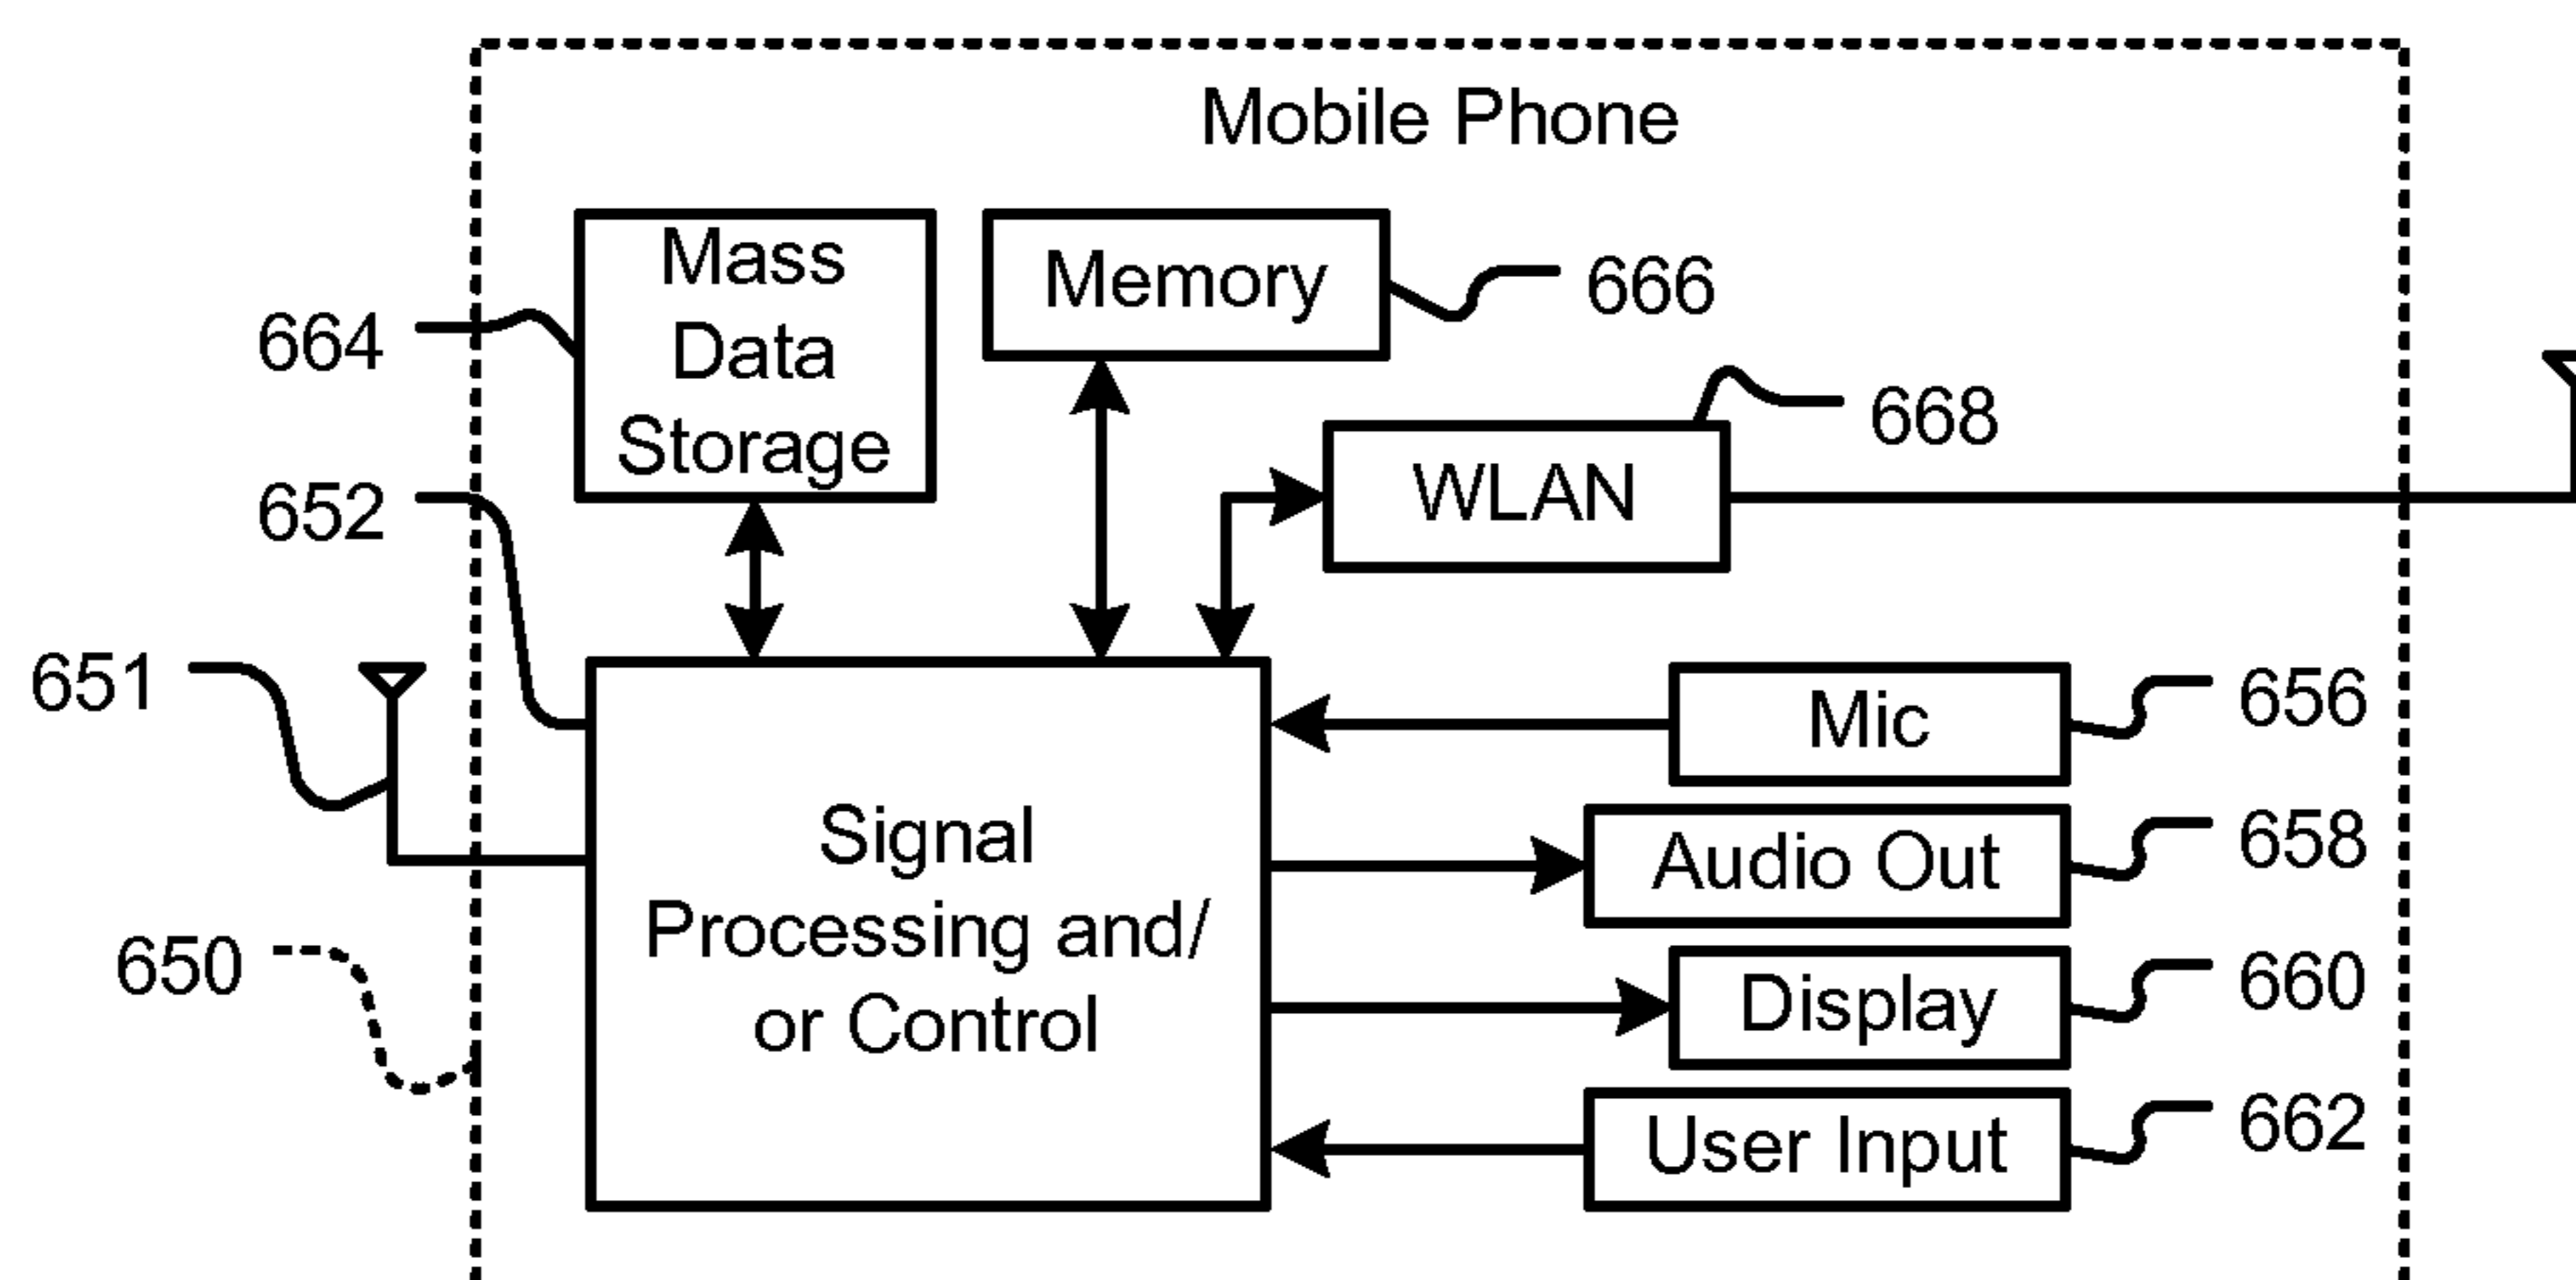 Mobile Phone
Mass
Data
Storage
Memory
666
664
668
WLAN
652
651
Mic
656
Signal
Processing and/
or Control
Audio Out
658
650
Display
660
User Input
662